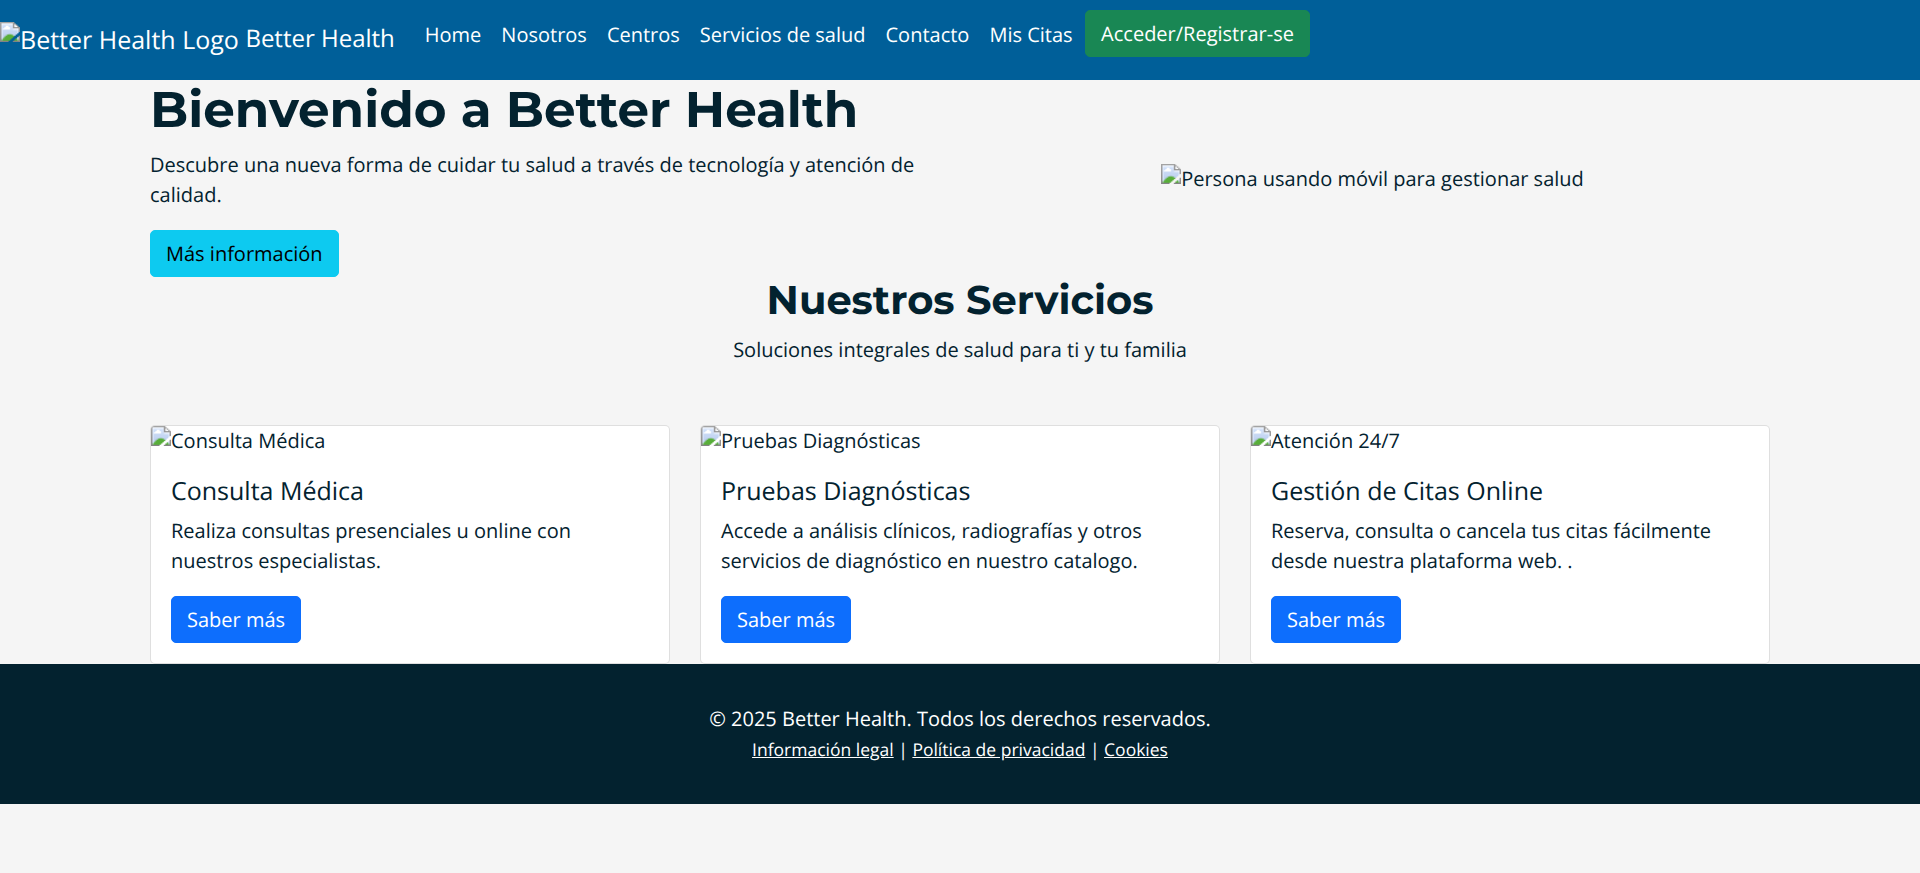 Better Health Logo Better Health Home Nosotros Centros Servicios de salud Contacto Mis Citas Acceder/Registrar-se
Bienvenido a Better Health
Descubre una nueva forma de cuidar tu salud a través de tecnología y atención de
calidad.
Persona usando móvil para gestionar salud
Más información
Nuestros Servicios
Soluciones integrales de salud para ti y tu familia
Consulta Médica
Consulta Médica
Realiza consultas presenciales u online con
nuestros especialistas.
Saber más
Pruebas Diagnósticas
Pruebas Diagnósticas
Accede a análisis clínicos, radiografías y otros
servicios de diagnóstico en nuestro catalogo.
Saber más
Atención 24/7
Gestión de Citas Online
Reserva, consulta o cancela tus citas fácilmente
desde nuestra plataforma web. .
Saber más
© 2025 Better Health. Todos los derechos reservados.
Información legal | Política de privacidad | Cookies